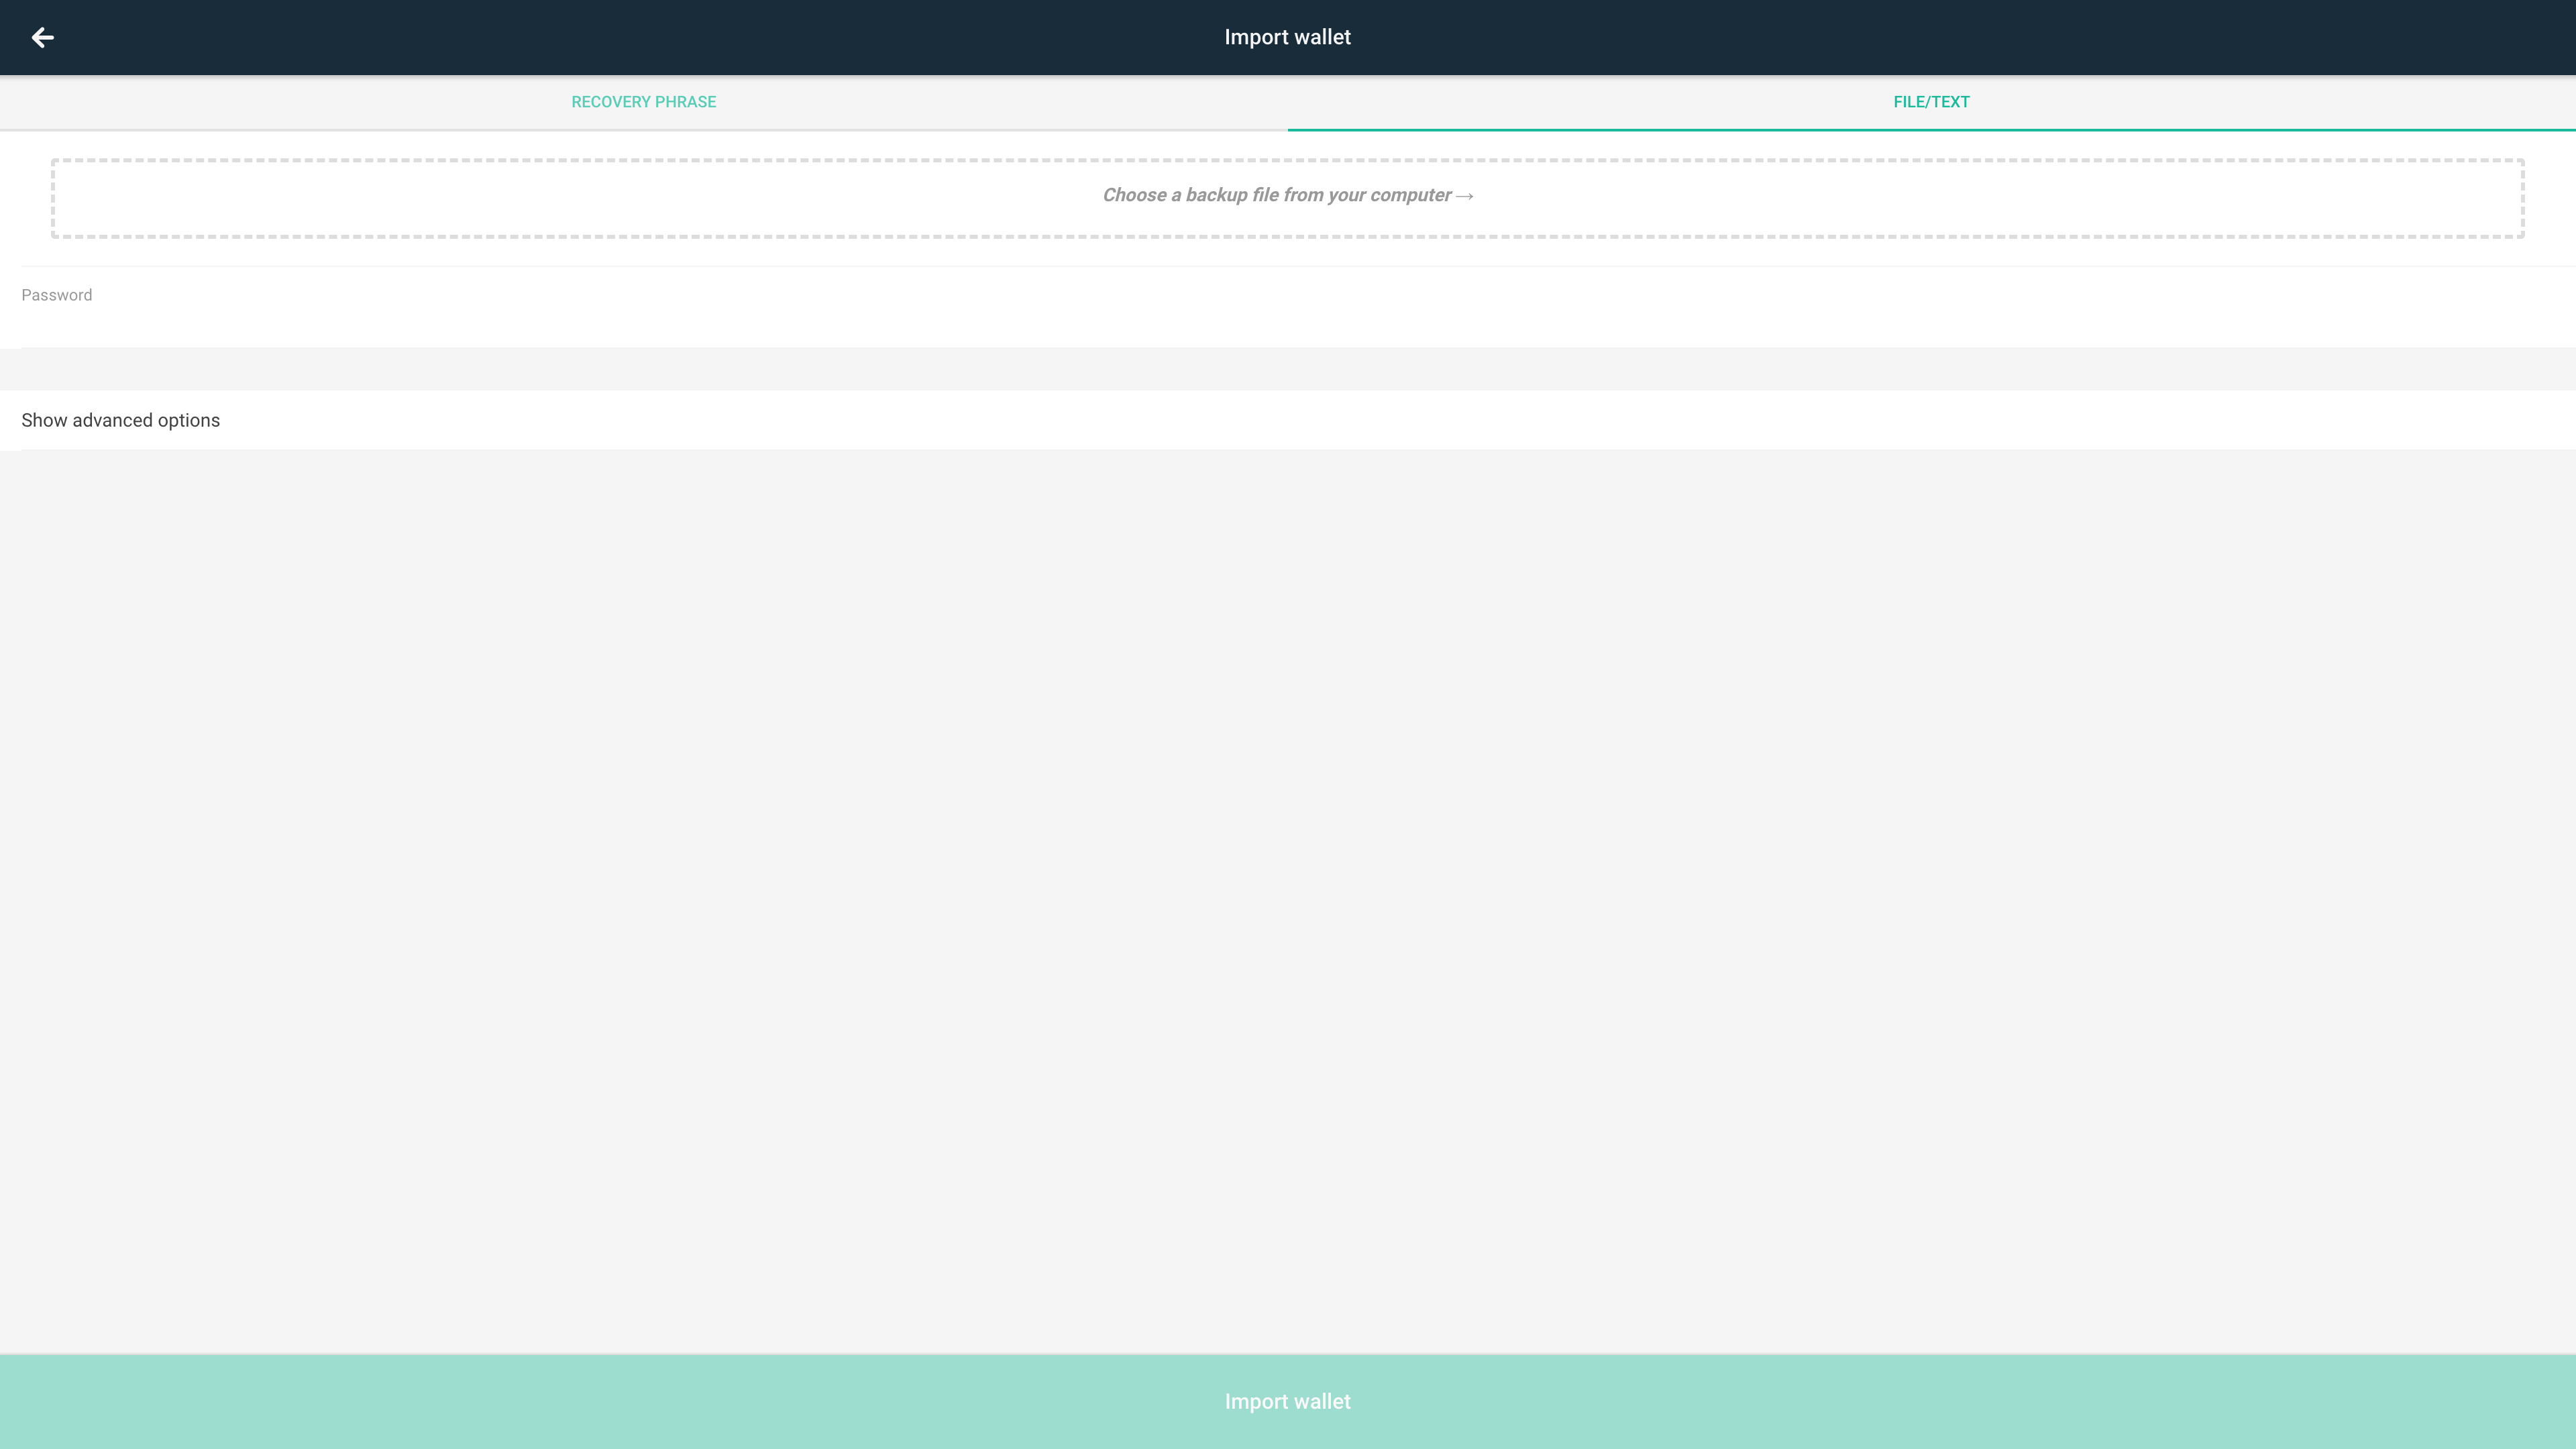 Import wallet
RECOVERY PHRASE
FILE/TEXT
Choose a backup file from your computer →
Password
Show advanced options
Import wallet